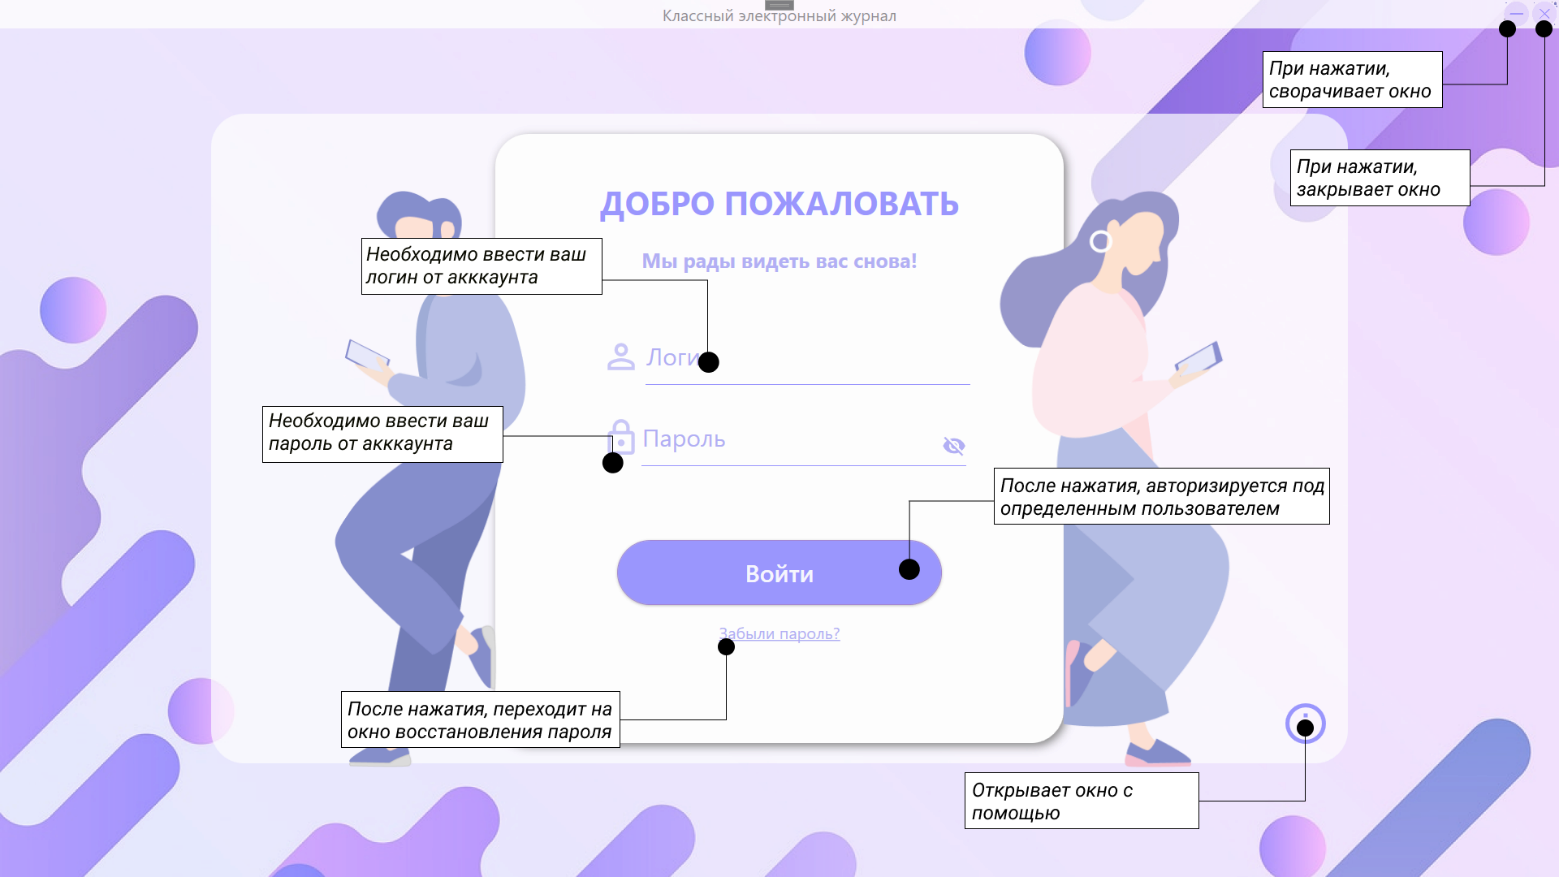 Классный электронный журнал
При нажатии,
сворачивает окно
При нажатии,
закрывает окно
ДОБРО ПОЖАЛОВАТЬ
Мы рады видеть вас снова!
Необходимо ввести ваш
логин от акккаунта
Логи
Необходимо ввести ваш
пароль от акккаунта
Пароль
После нажатия, авторизируется под
определенным пользователем
Войти
Забыли пароль?
После нажатия, переходит на
окно восстановления пароля
Открывает окно с
помощью